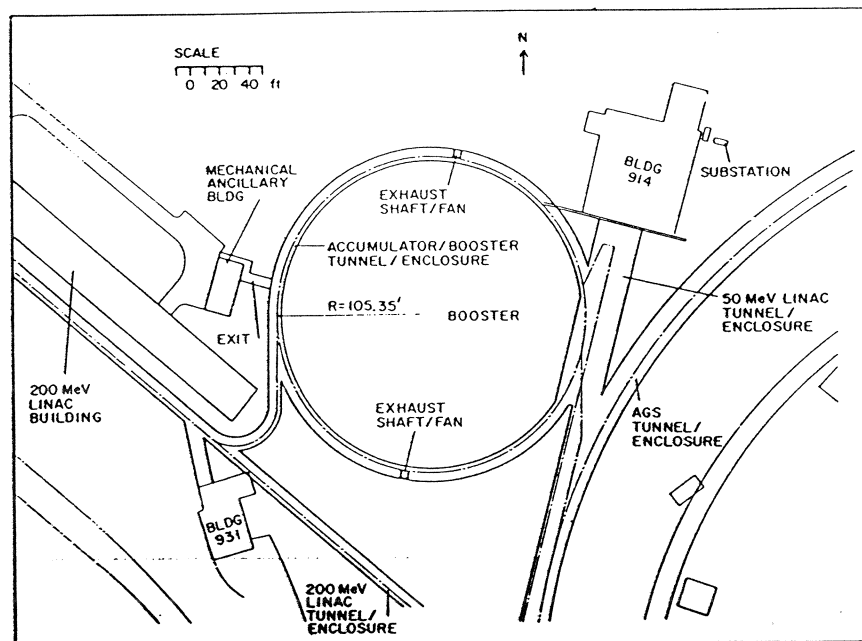 SCALE
0 20 40 ft
N
MECHANICAL
ANCILLARY
BLDG
EXHAUST
SHAFT/FAN
BLDG
914
SUBSTATION
ACCUMULATOR/BOOSTER
TUNNEL/ENCLOSURE
R=105.35'
BOOSTER
50 MeV LINAC
TUNNEL/
ENCLOSURE
EXIT
200 MeV
LINAC
BUILDING
EXHAUST
SHAFT/FAN
AGS
TUNNEL/
ENCLOSURE
BLDG
931
200 MeV
LINAC
TUNNEL/
ENCLOSURE